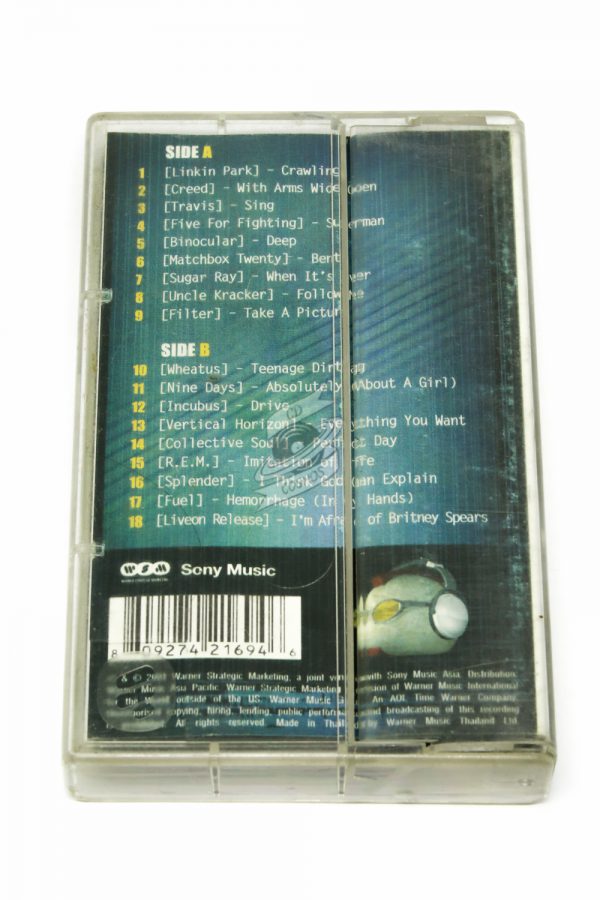 SIDE A
1 [Linkin Park] - Crawling
2 [Creed] - With Arms Wide Open
3 [Travis] - Sing
4 [Five For Fighting] - Superman
5 [Binocular] - Deep
6 [Matchbox Twenty] - Bent
7 [Sugar Ray] - When It's Over
8 [Uncle Kracker] - Follow Me
9 [Filter] - Take A Picture
SIDE B
10 [Wheatus] - Teenage Dirtbag
11 [Nine Days] - Absolutely (About A Girl)
12 [Incubus] - Drive
13 [Vertical Horizon] - Everything You Want
14 [Collective Soul] - Perfect Day
15 [R.E.M.] - Imitation of Life
16 [Splender] - I Think God Can Explain
17 [Fuel] - Hemorrhage (In My Hands)
18 [Liveon Release] - I'm Afraid of Britney Spears
WSM Sony Music
8 09274 21694 6
& © Warner Strategic Marketing, a joint with Sony Music Asia. Distribution:
Music Asia Pacific. Warner Strategic Marketing of Warner Music International
the World outside of the US. Warner Music An AOL Time Warner Company.
copying, hiring, lending, public and broadcasting of this recording
All rights reserved. Made in Thailand by Warner Music Thailand Ltd.